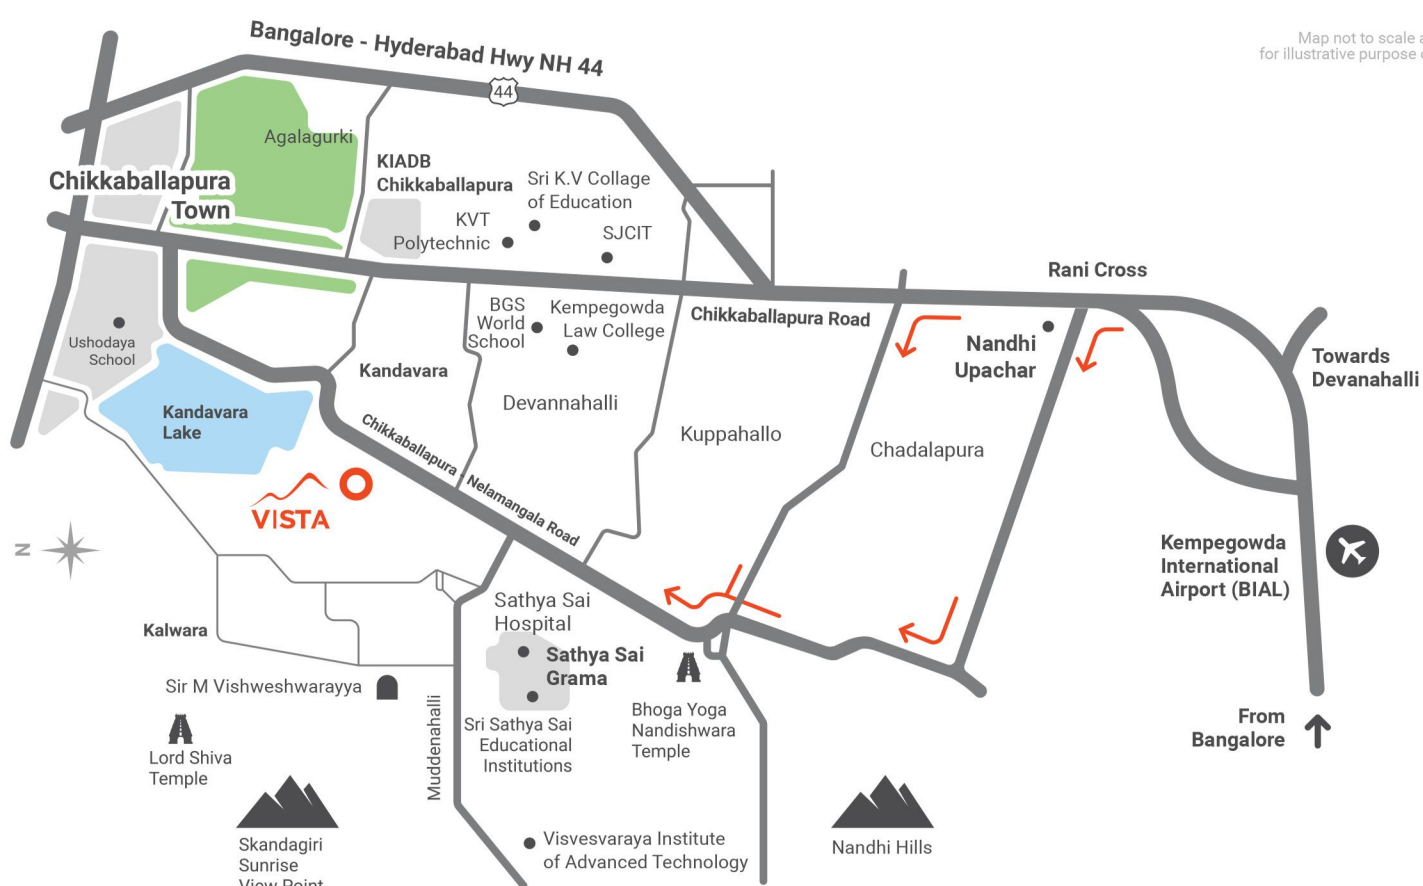 Bangalore - Hyderabad Hwy NH 44
44
Map not to scale a
for illustrative purpose
Agalagurki
Chikkaballapura
Town
KIADB
Chikkaballapura
Sri K.V Collage
of Education
KVT
Polytechnic
SJCIT
Rani Cross
BGS
World
School
Kempegowda
Law College
Chikkaballapura Road
Nandhi
Upachar
Towards
Devanahalli
Ushodaya
School
Kandavara
Kandavara
Lake
Devannahalli
Kuppahallo
Chadalapura
Chikkaballapura - Nelamangala Road
VISTA
N
Kempegowda
International
Airport (BIAL)
Sathya Sai
Hospital
Kalwara
Sathya Sai
Grama
Sir M Vishweshwarayya
Muddenahalli
Sri Sathya Sai
Educational
Institutions
Bhoga Yoga
Nandishwara
Temple
From
Bangalore
Lord Shiva
Temple
Skandagiri
Sunrise
View Point
Visvesvaraya Institute
of Advanced Technology
Nandhi Hills